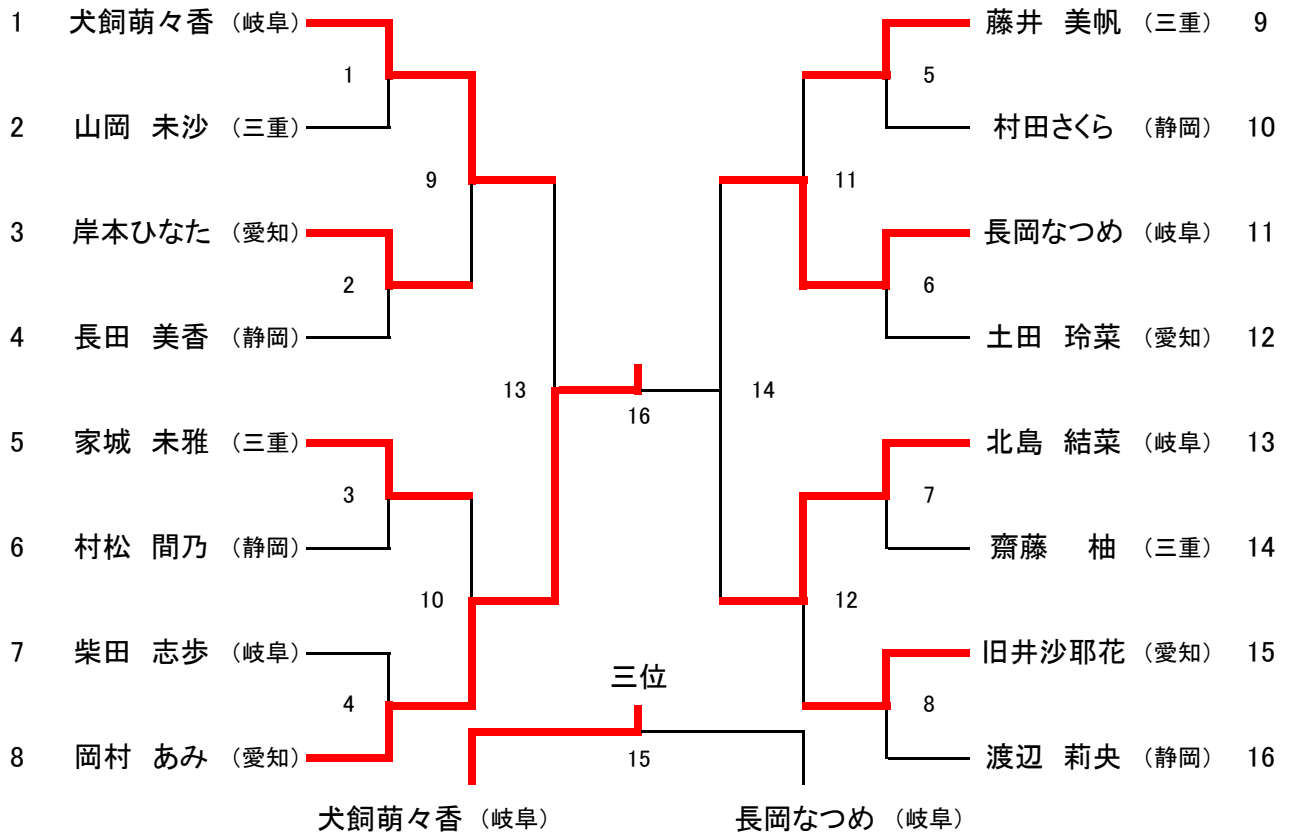 1 犬飼萌々香 （岐阜）
1
2 山岡 未沙 （三重）
9
3 岸本ひなた （愛知）
2
4 長田 美香 （静岡）
13
5 家城 未雅 （三重）
3
6 村松 間乃 （静岡）
10
7 柴田 志歩 （岐阜）
4
8 岡村 あみ （愛知）
16
藤井 美帆 （三重） 9
5
村田さくら （静岡） 10
11
長岡なつめ （岐阜） 11
6
土田 玲菜 （愛知） 12
14
北島 結菜 （岐阜） 13
7
齋藤 柚 （三重） 14
12
旧井沙耶花 （愛知） 15
8
渡辺 莉央 （静岡） 16
三位
15
犬飼萌々香 （岐阜）
長岡なつめ （岐阜）